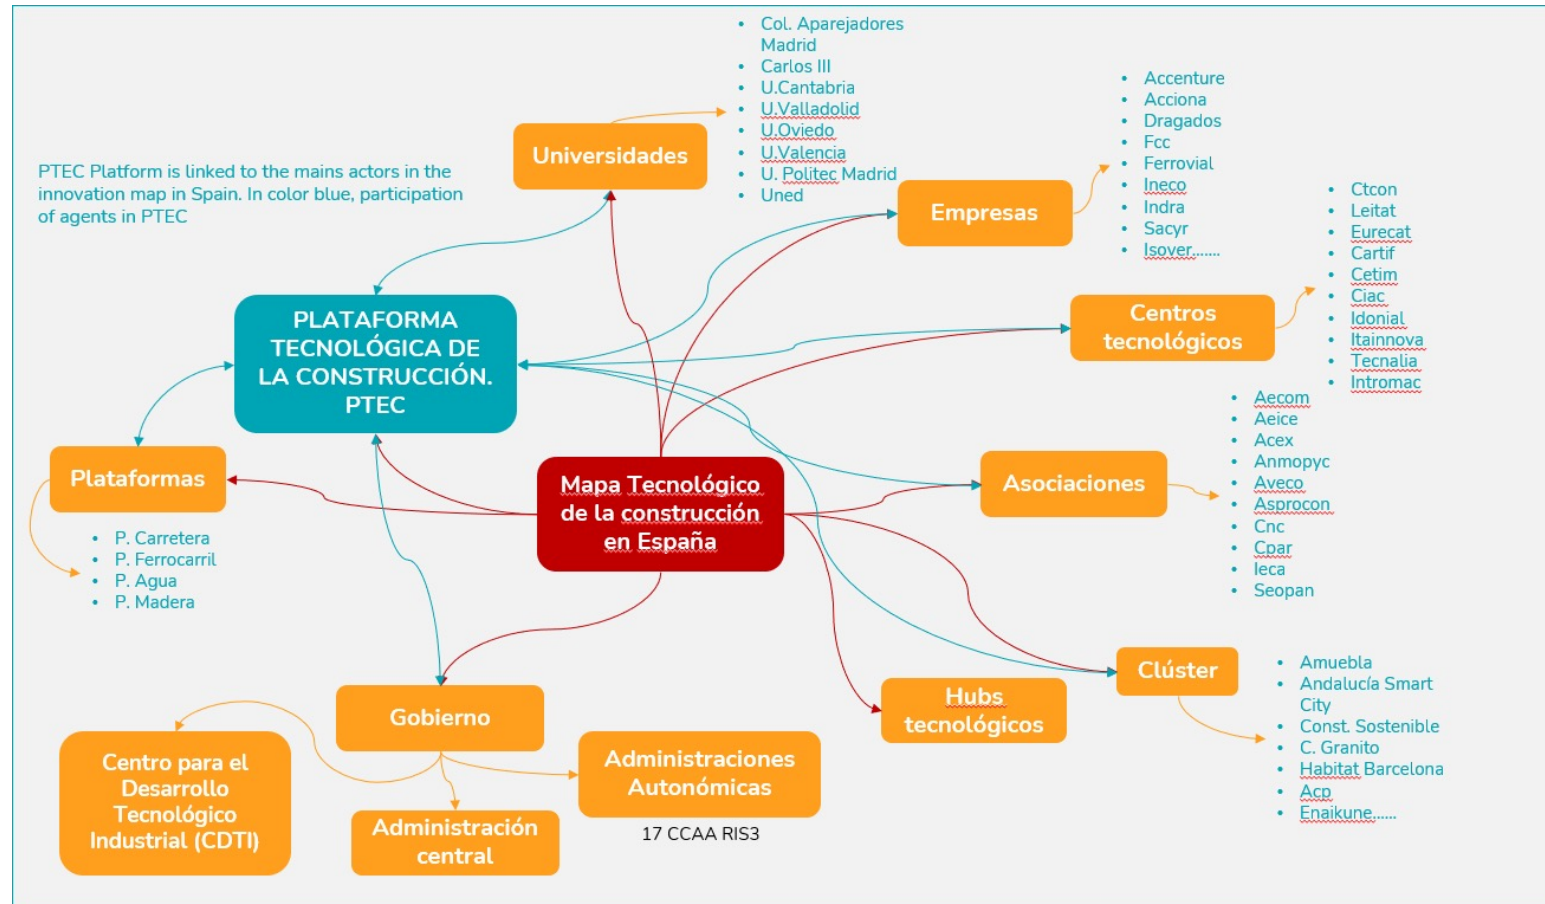 PTEC Platform is linked to the mains actors in the
innovation map in Spain. In color blue, participation
of agents in PTEC
Universidades
• Col. Aparejadores
Madrid
• Carlos III
• U.Cantabria
• U.Valladolid
• U.Oviedo
• U.Valencia
• U. Politec Madrid
• Uned
Empresas
• Accenture
• Acciona
• Dragados
• Fcc
• Ferrovial
• Ineco
• Indra
• Sacyr
• Isover.......
Centros
tecnológicos
• Ctcon
• Leitat
• Eurecat
• Cartif
• Cetim
• Ciac
• Idonial
• Itainnova
• Tecnalia
• Intromac
PLATAFORMA
TECNOLÓGICA DE
LA CONSTRUCCIÓN.
PTEC
Plataformas
• P. Carretera
• P. Ferrocarril
• P. Agua
• P. Madera
Mapa Tecnológico
de la construcción
en España
Asociaciones
• Aecom
• Aeice
• Acex
• Anmopyc
• Aveco
• Asprocon
• Cnc
• Cpar
• Ieca
• Seopan
Clúster
• Amuebla
• Andalucía Smart
City
• Const. Sostenible
• C. Granito
• Habitat Barcelona
• Acp
• Enaikune......
Hubs
tecnológicos
Gobierno
Centro para el
Desarrollo
Tecnológico
Industrial (CDTI)
Administración
central
Administraciones
Autonómicas
17 CCAA RIS3